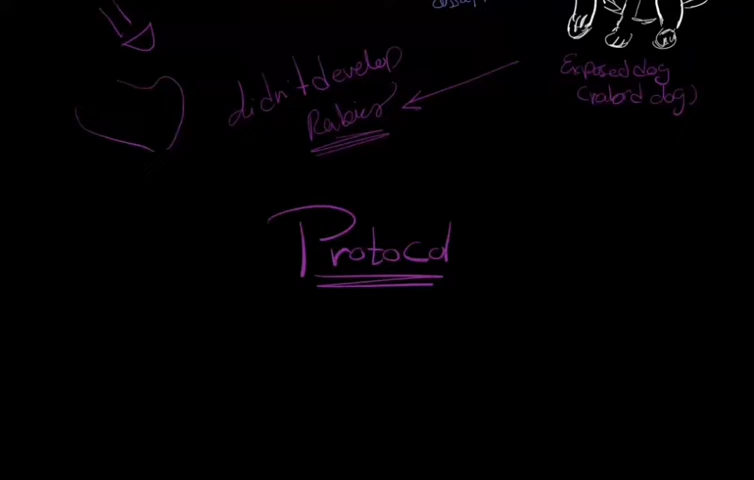 didn't develop
Rabies
Exposed dog
(rabid dog)
Protocol